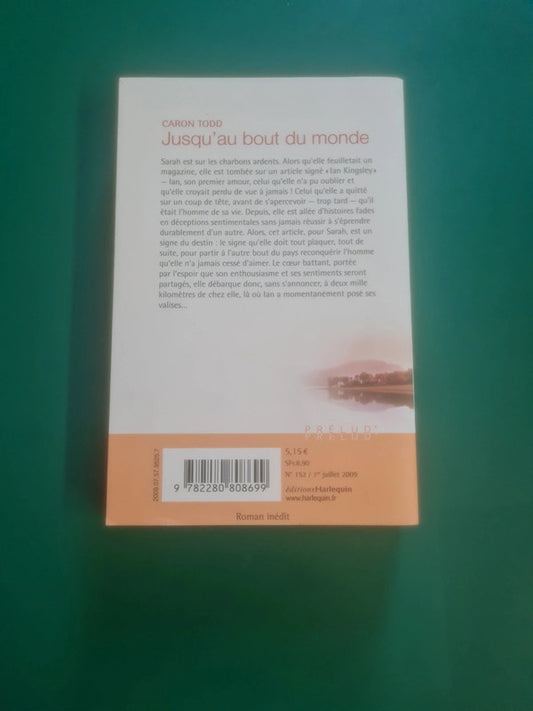 CARON TODD
Jusqu'au bout du monde
Sarah est sur les charbons ardents. Alors qu'elle feuilletait un
magazine, elle est tombée sur un article signé « Ian Kingsley »
— Ian, son premier amour, celui qu'elle n'a pu oublier et
qu'elle croyait perdu de vue à jamais ! Celui qu'elle a quitté
sur un coup de tête, avant de s'apercevoir — trop tard — qu'il
était l'homme de sa vie. Depuis, elle est allée d'histoires fades
en déceptions sentimentales sans jamais réussir à s'éprendre
durablement d'un autre. Alors, cet article, pour Sarah, est un
signe du destin : le signe qu'elle doit tout plaquer, tout de
suite, pour partir à l'autre bout du pays reconquérir l'homme
qu'elle n'a jamais cessé d'aimer. Le cœur battant, portée
par l'espoir que son enthousiasme et ses sentiments seront
partagés, elle débarque donc, sans s'annoncer, à deux mille
kilomètres de chez elle, là où Ian a momentanément posé ses
valises...
PRÉLUD'
PRÉLUD'
5,15 €
SFr.8,90
N° 152 / 1er juillet 2009
éditions Harlequin
www.harlequin.fr
9 782280 808699
Roman inédit